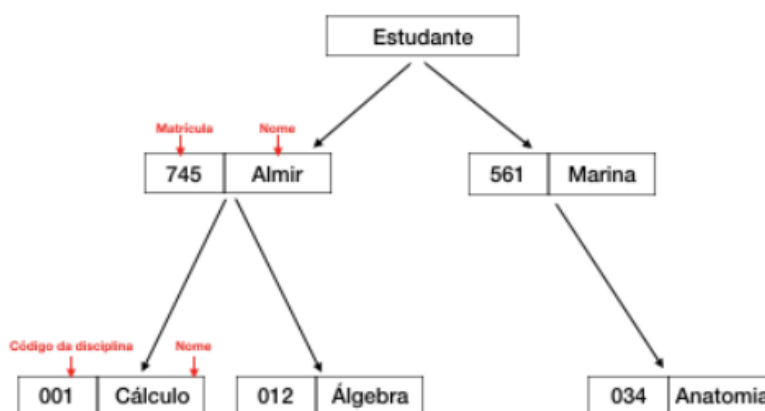 Estudante
Matrícula Nome
745 Almir
561 Marina
Código da disciplina Nome
001 Cálculo
012 Álgebra
034 Anatomia